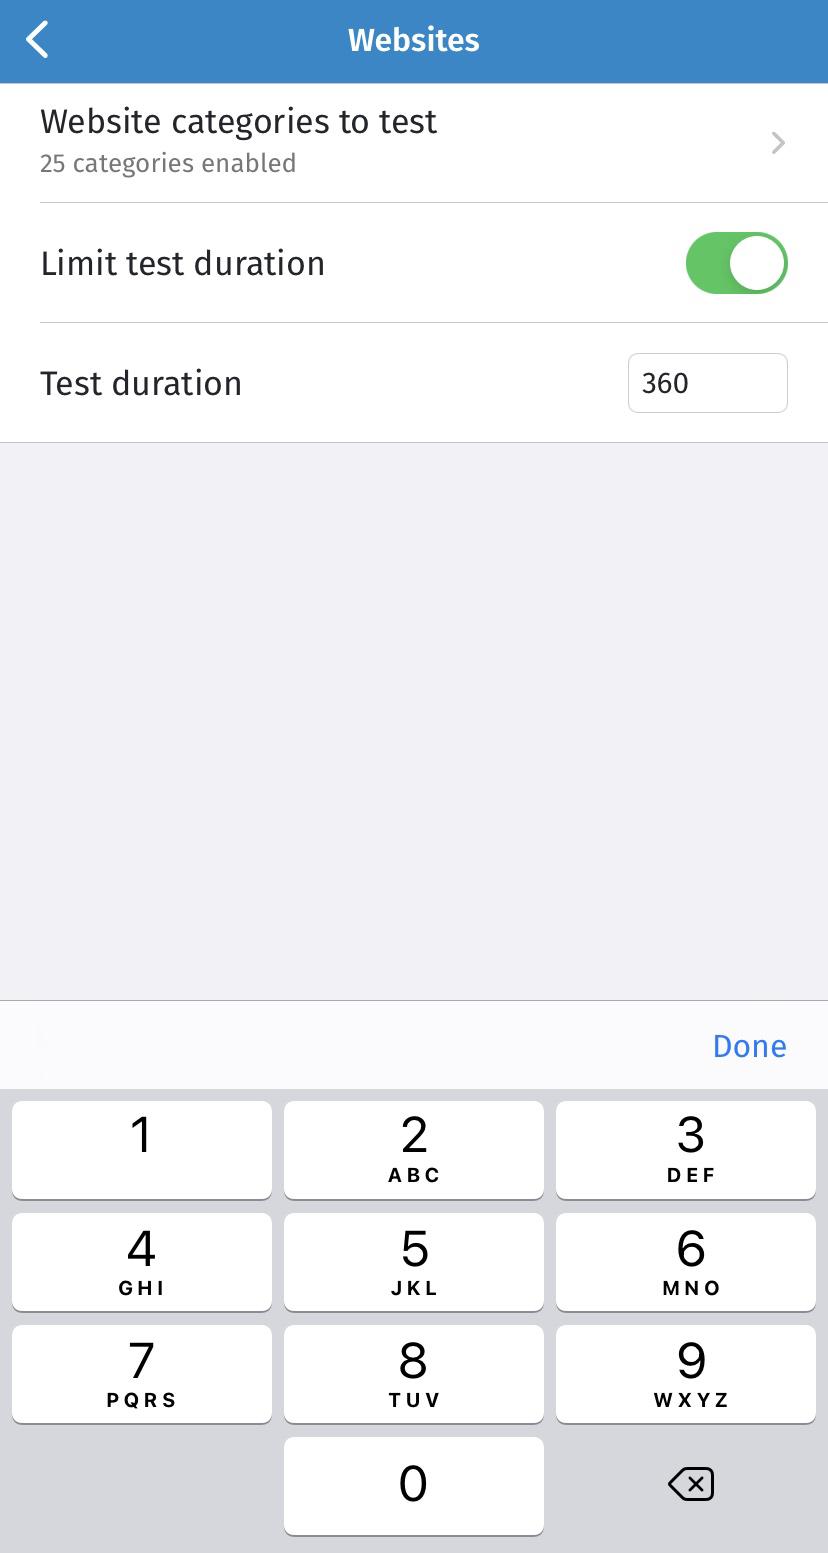 Websites
Website categories to test
25 categories enabled
Limit test duration
Test duration
360
Done
1
2
ABC
3
DEF
4
GHI
5
JKL
6
MNO
7
PQRS
8
TUV
9
WXYZ
0